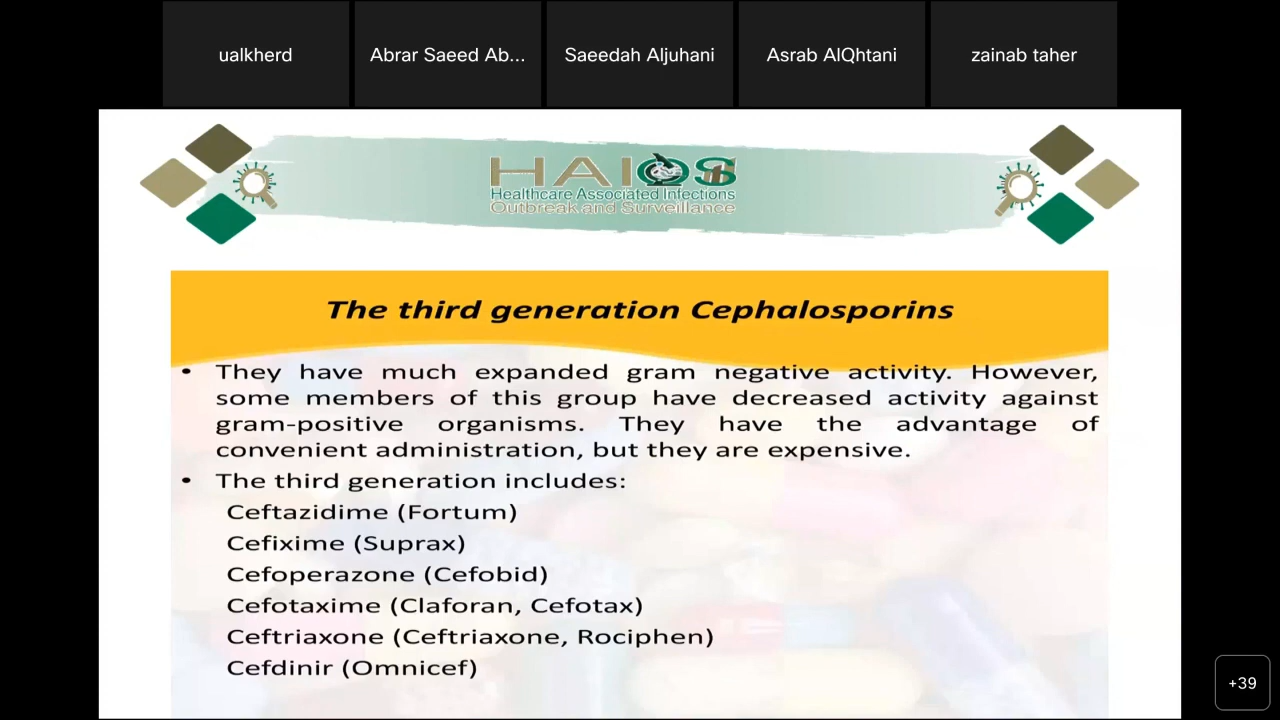 ualkherd
Abrar Saeed Ab...
Saeedah Aljuhani
Asrab AlQhtani
zainab taher
HAIOS
Healthcare Associated Infections
Outbreak and Surveillance
The third generation Cephalosporins
• They have much expanded gram negative activity. However,
some members of this group have decreased activity against
gram-positive organisms. They have the advantage of
convenient administration, but they are expensive.
• The third generation includes:
Ceftazidime (Fortum)
Cefixime (Suprax)
Cefoperazone (Cefobid)
Cefotaxime (Claforan, Cefotax)
Ceftriaxone (Ceftriaxone, Rociphen)
Cefdinir (Omnicef)
+39